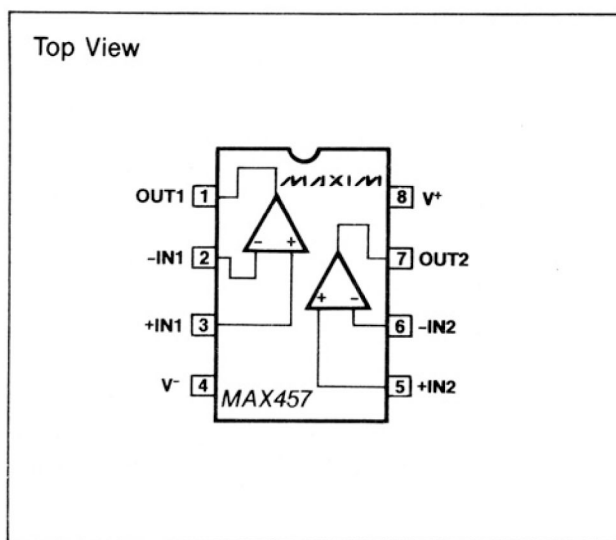 Top View
MAXIM
OUT1 1
8 V+
- +
−IN1 2
7 OUT2
+ -
+IN1 3
6 −IN2
V− 4
5 +IN2
MAX457